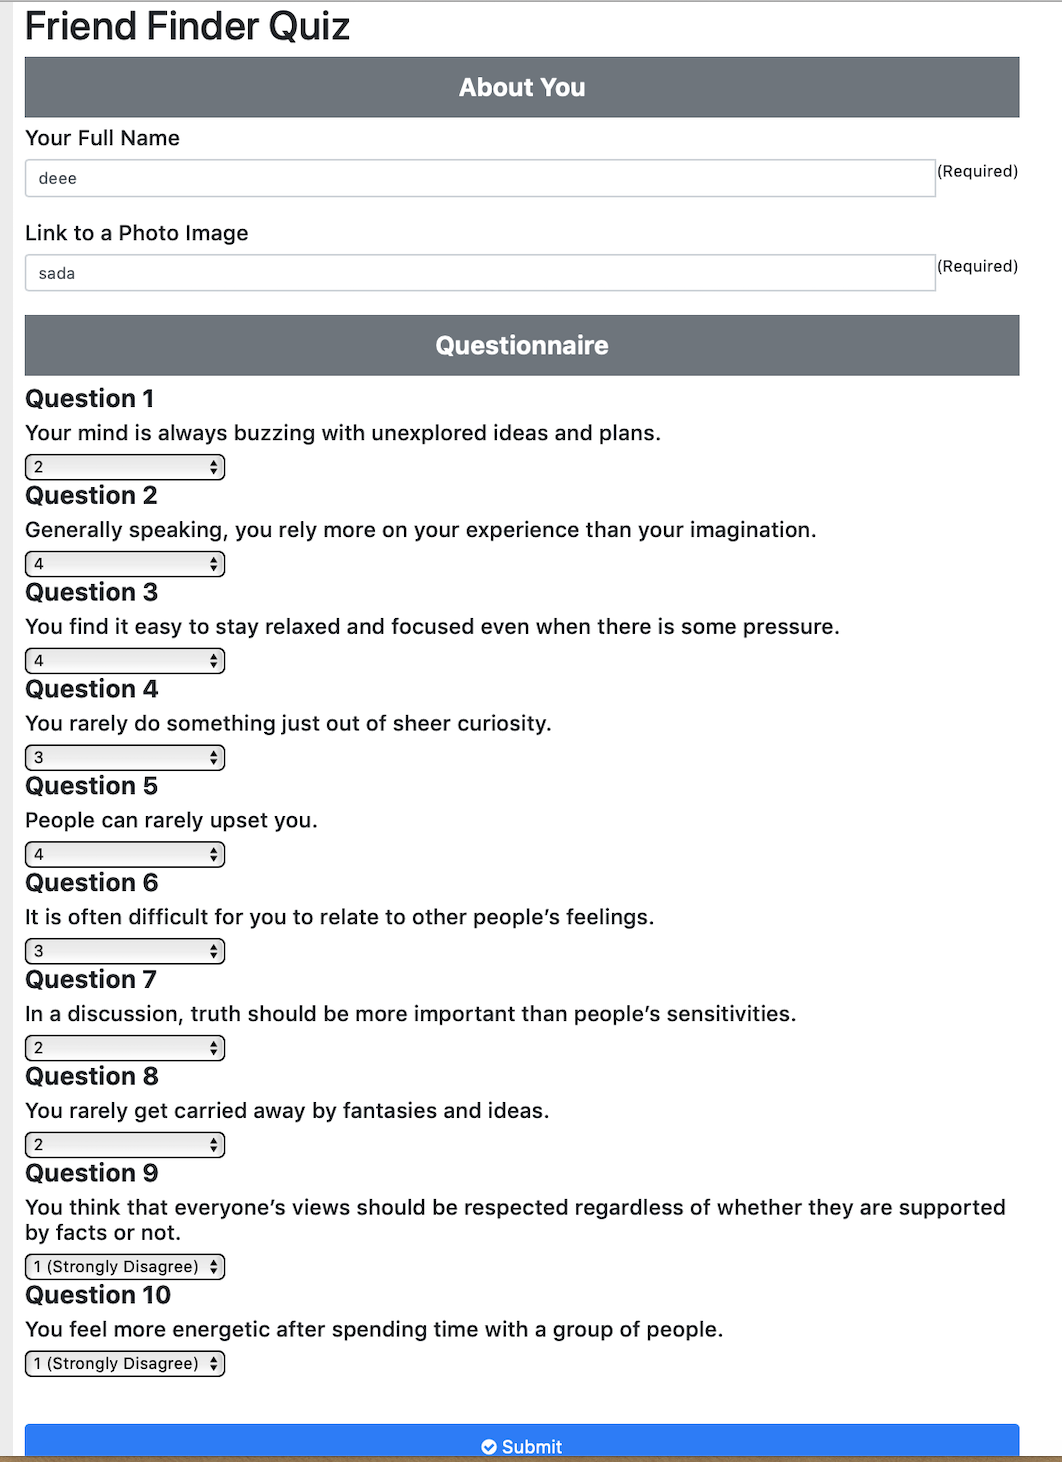 Friend Finder Quiz
About You
Your Full Name
deee
(Required)
Link to a Photo Image
sada
(Required)
Questionnaire
Question 1
Your mind is always buzzing with unexplored ideas and plans.
2
Question 2
Generally speaking, you rely more on your experience than your imagination.
4
Question 3
You find it easy to stay relaxed and focused even when there is some pressure.
4
Question 4
You rarely do something just out of sheer curiosity.
3
Question 5
People can rarely upset you.
4
Question 6
It is often difficult for you to relate to other people’s feelings.
3
Question 7
In a discussion, truth should be more important than people’s sensitivities.
2
Question 8
You rarely get carried away by fantasies and ideas.
2
Question 9
You think that everyone’s views should be respected regardless of whether they are supported
by facts or not.
1 (Strongly Disagree)
Question 10
You feel more energetic after spending time with a group of people.
1 (Strongly Disagree)
Submit